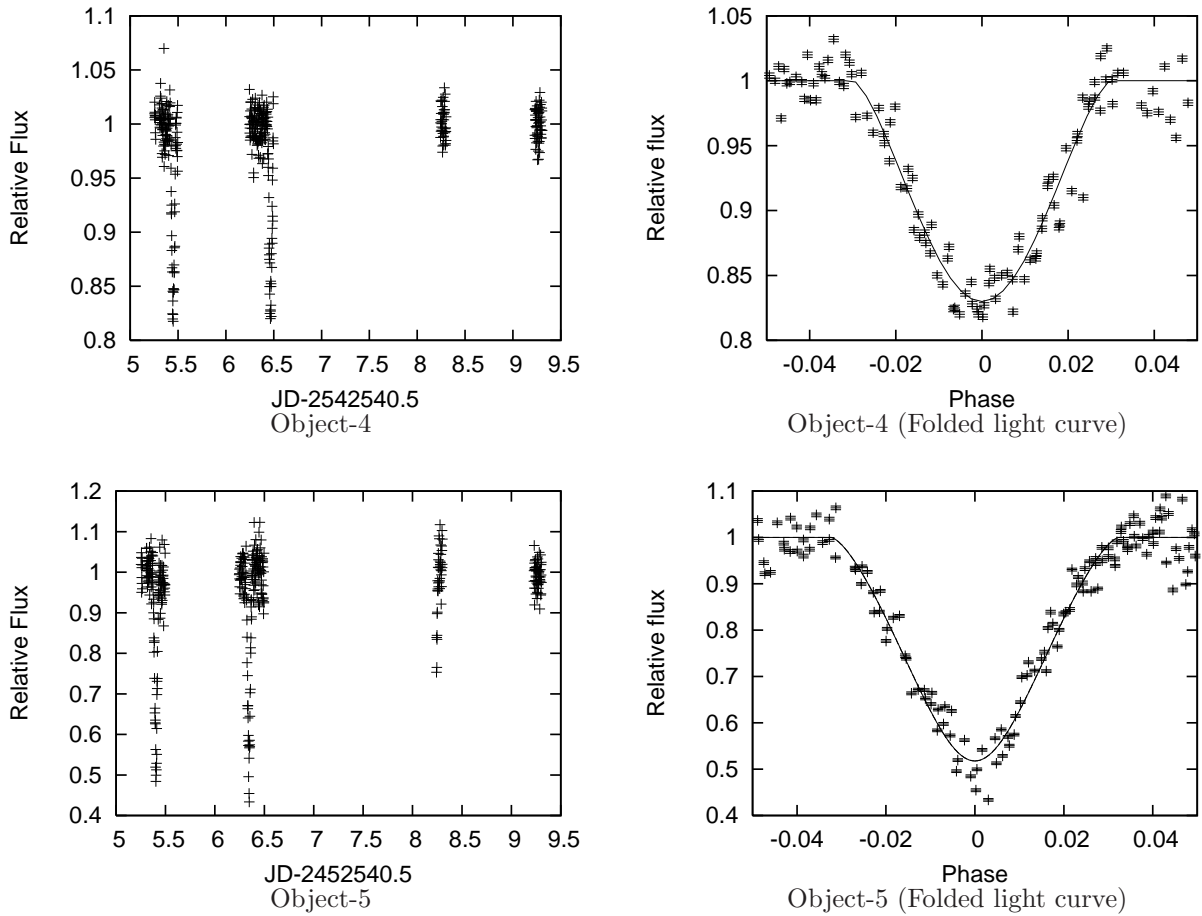 1.1
1.05
1
0.95
0.9
0.85
0.8
Relative Flux
5 5.5 6 6.5 7 7.5 8 8.5 9 9.5
JD-2542540.5
Object-4
1.05
1
0.95
0.9
0.85
0.8
Relative flux
-0.04 -0.02 0 0.02 0.04
Phase
Object-4 (Folded light curve)
1.2
1.1
1
0.9
0.8
0.7
0.6
0.5
0.4
Relative Flux
5 5.5 6 6.5 7 7.5 8 8.5 9 9.5
JD-2452540.5
Object-5
1.1
1
0.9
0.8
0.7
0.6
0.5
0.4
Relative flux
-0.04 -0.02 0 0.02 0.04
Phase
Object-5 (Folded light curve)